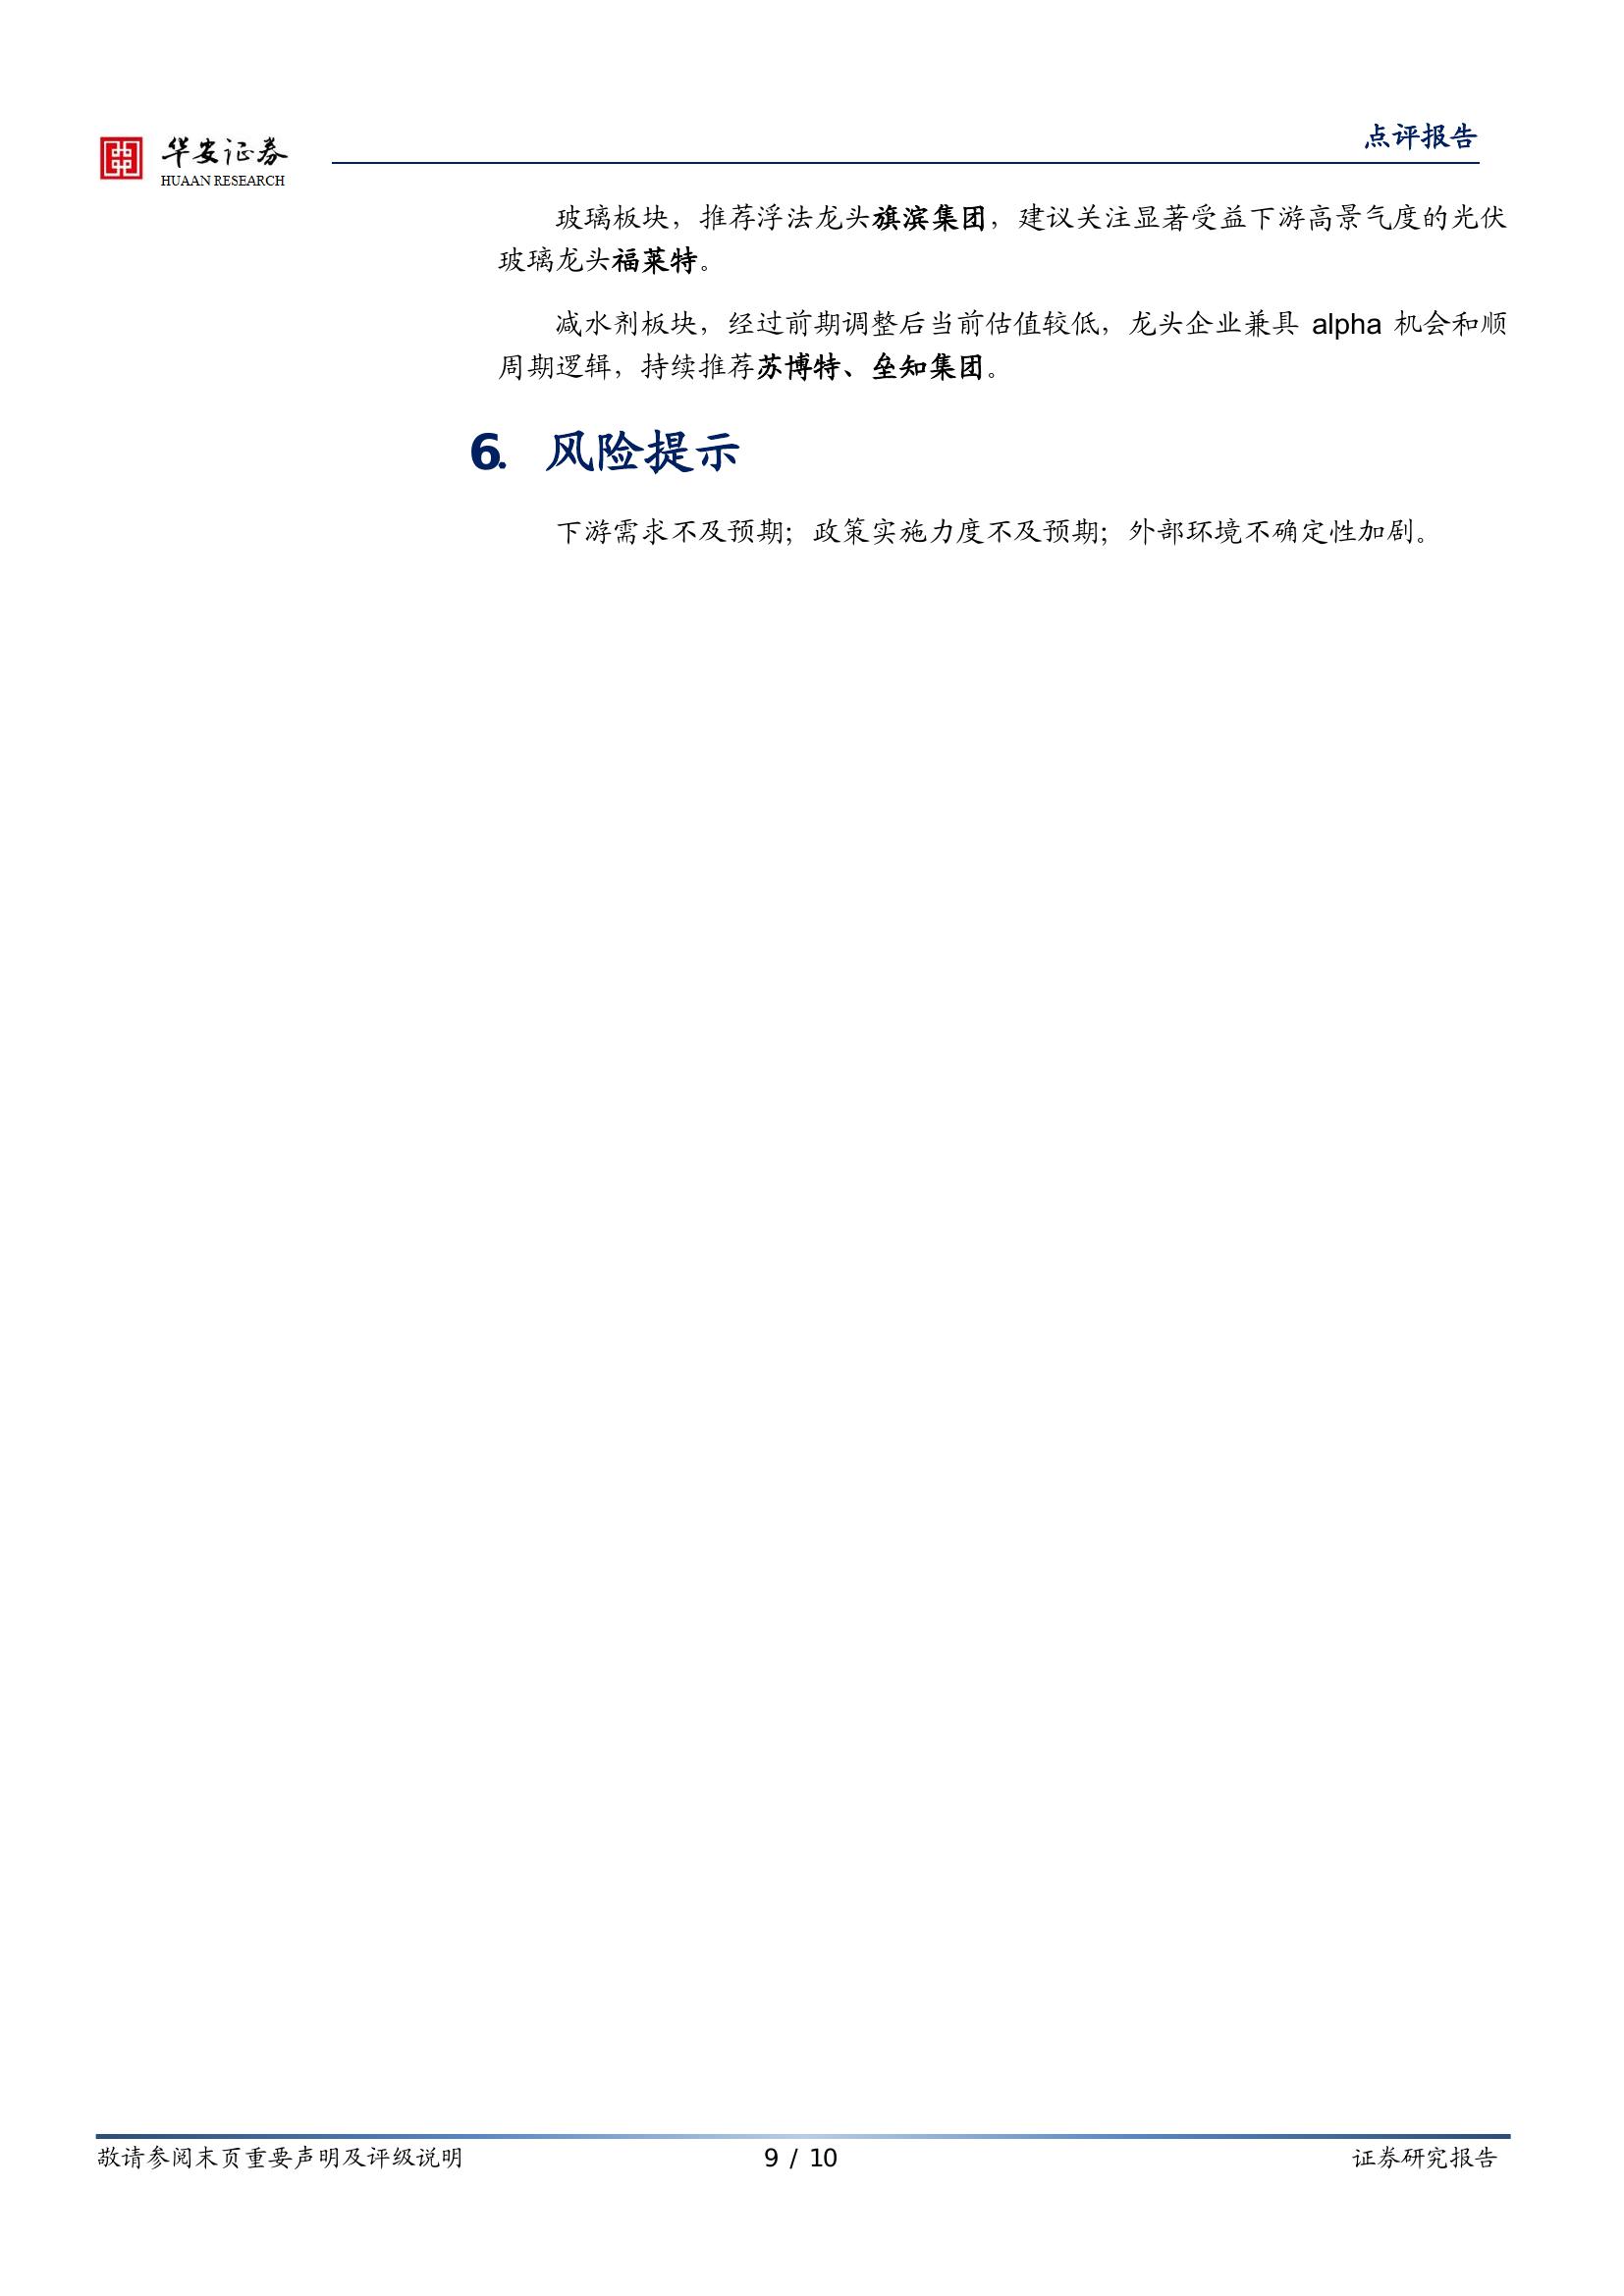 华安证券
HUAAN RESEARCH
点评报告
玻璃板块，推荐浮法龙头旗滨集团，建议关注显著受益下游高景气度的光伏
玻璃龙头福莱特。
减水剂板块，经过前期调整后当前估值较低，龙头企业兼具 alpha 机会和顺
周期逻辑，持续推荐苏博特、垒知集团。
6. 风险提示
下游需求不及预期；政策实施力度不及预期；外部环境不确定性加剧。
敬请参阅末页重要声明及评级说明
9 / 10
证券研究报告